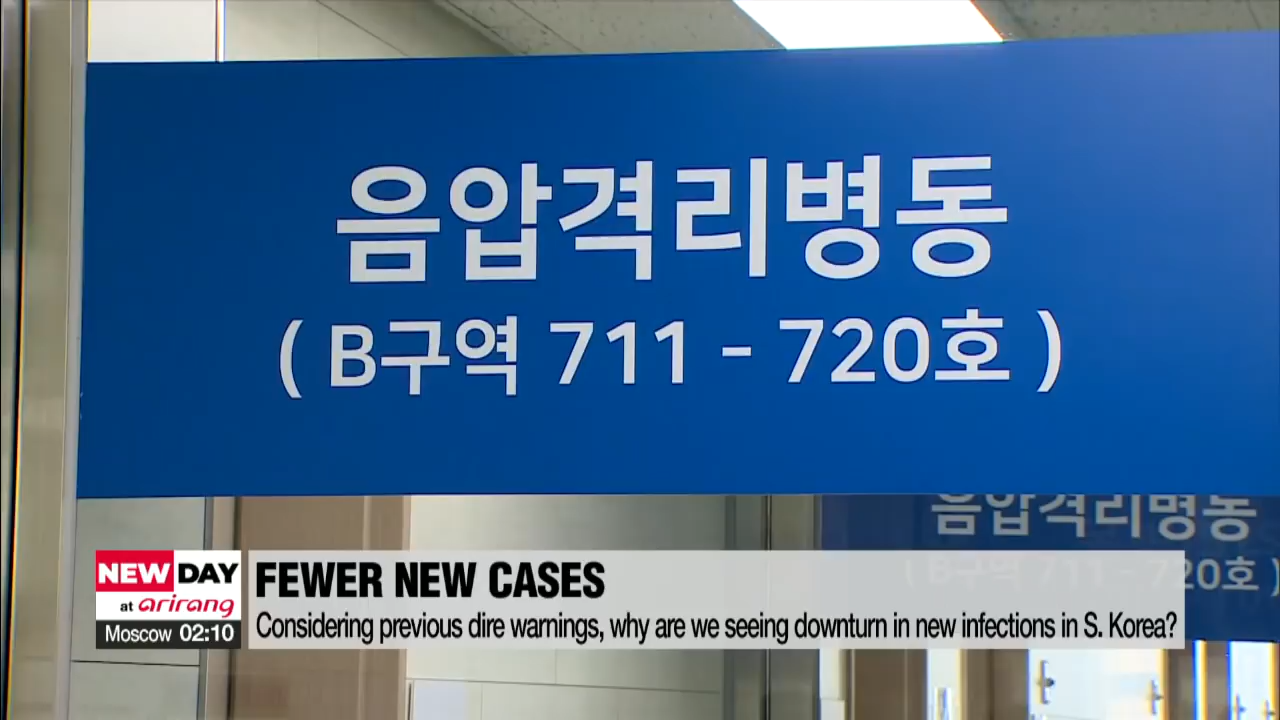 음압격리병동
( B구역 711 - 720호 )
음압격리병동
( B구역 711 - 720호 )
NEW DAY
at arirang
Moscow 02:10
FEWER NEW CASES
Considering previous dire warnings, why are we seeing downturn in new infections in S. Korea?